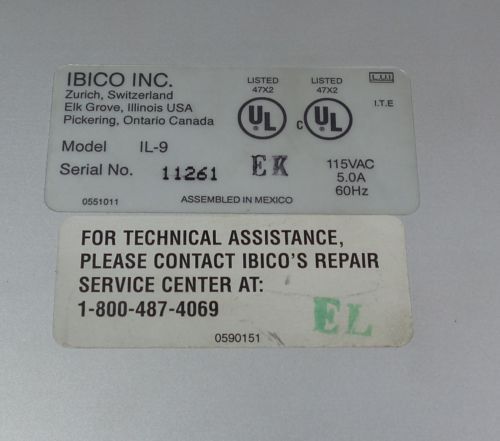 IBICO INC.
Zurich, Switzerland
Elk Grove, Illinois USA
Pickering, Ontario Canada
Model IL-9
Serial No. 11261 EK
LISTED LISTED
47X2 47X2
UL C UL
I.T.E
115VAC
5.0A
60Hz
0551011 ASSEMBLED IN MEXICO
FOR TECHNICAL ASSISTANCE,
PLEASE CONTACT IBICO'S REPAIR
SERVICE CENTER AT:
1-800-487-4069
EL
0590151